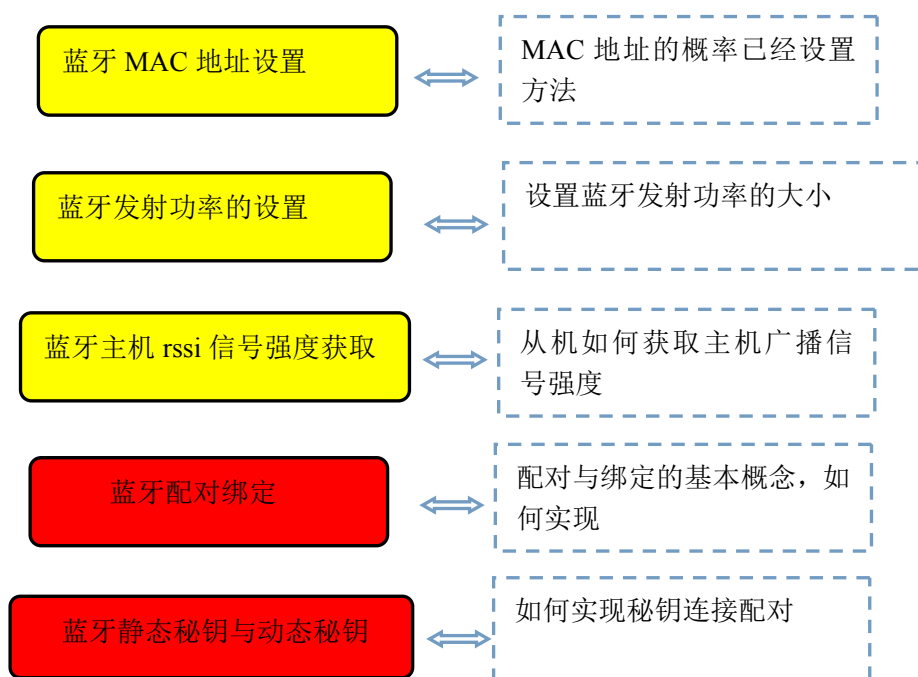 蓝牙 MAC 地址设置
MAC 地址的概率已经设置
方法
蓝牙发射功率的设置
设置蓝牙发射功率的大小
蓝牙主机 rssi 信号强度获取
从机如何获取主机广播信
号强度
蓝牙配对绑定
配对与绑定的基本概念，如
何实现
蓝牙静态秘钥与动态秘钥
如何实现秘钥连接配对